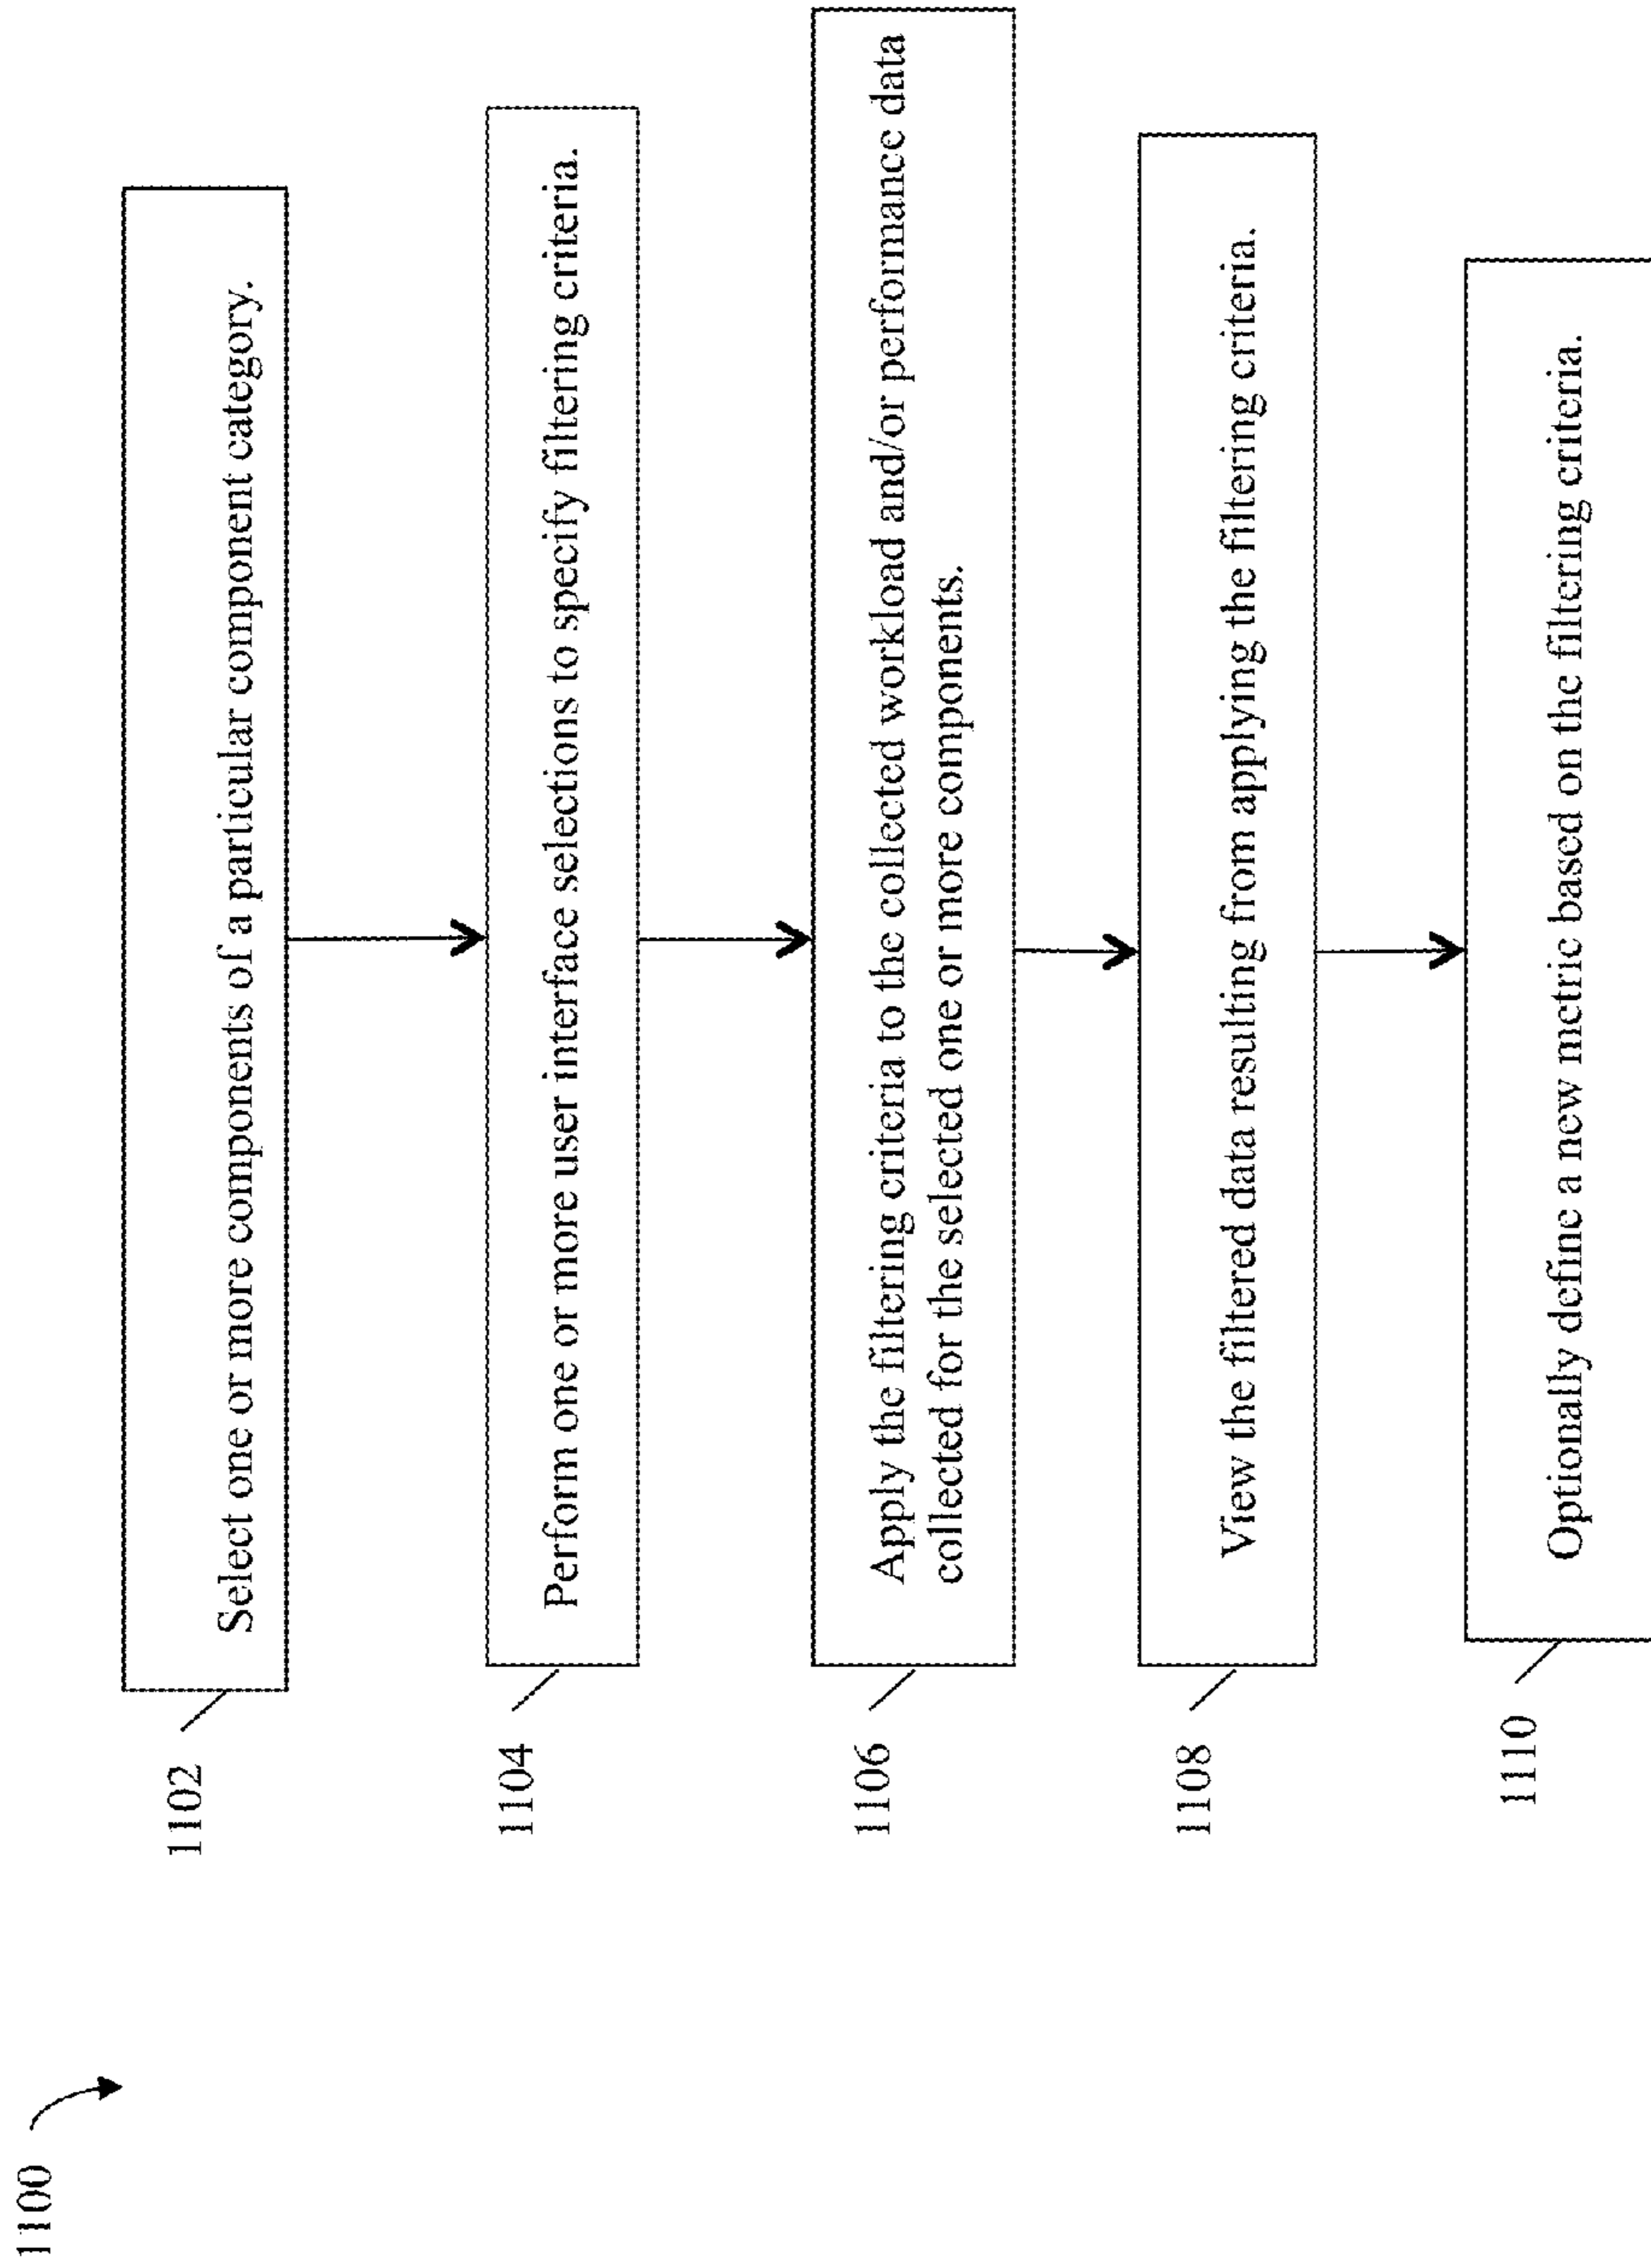 1100
1102
Select one or more components of a particular component category.
1104
Perform one or more user interface selections to specify filtering criteria.
1106
Apply the filtering criteria to the collected workload and/or performance data
collected for the selected one or more components.
1108
View the filtered data resulting from applying the filtering criteria.
1110
Optionally define a new metric based on the filtering criteria.